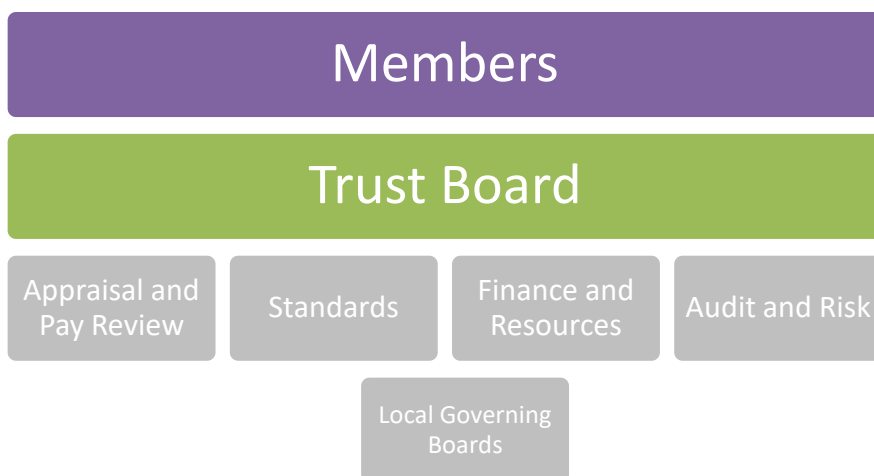 Members
Trust Board
Appraisal and
Pay Review
Standards
Finance and
Resources
Audit and Risk
Local Governing
Boards